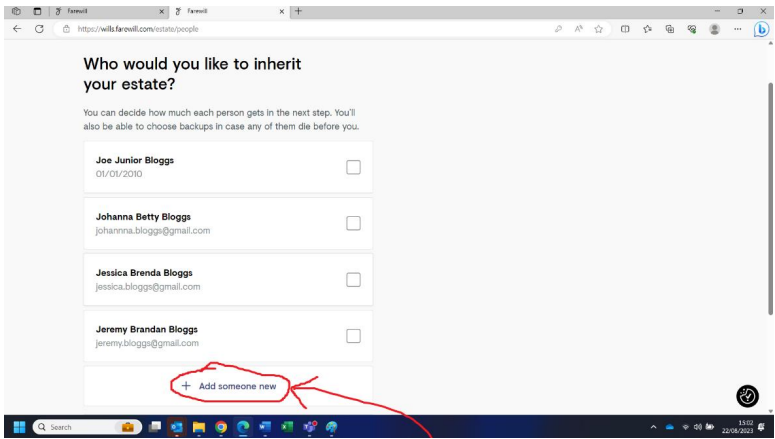 Farewill
Farewill
https://wills.farewill.com/estate/people
Who would you like to inherit
your estate?
You can decide how much each person gets in the next step. You'll
also be able to choose backups in case any of them die before you.
Joe Junior Bloggs
01/01/2010
Johanna Betty Bloggs
johannna.bloggs@gmail.com
Jessica Brenda Bloggs
jessica.bloggs@gmail.com
Jeremy Brandan Bloggs
jeremy.bloggs@gmail.com
+ Add someone new
Search
15:02
22/08/2023